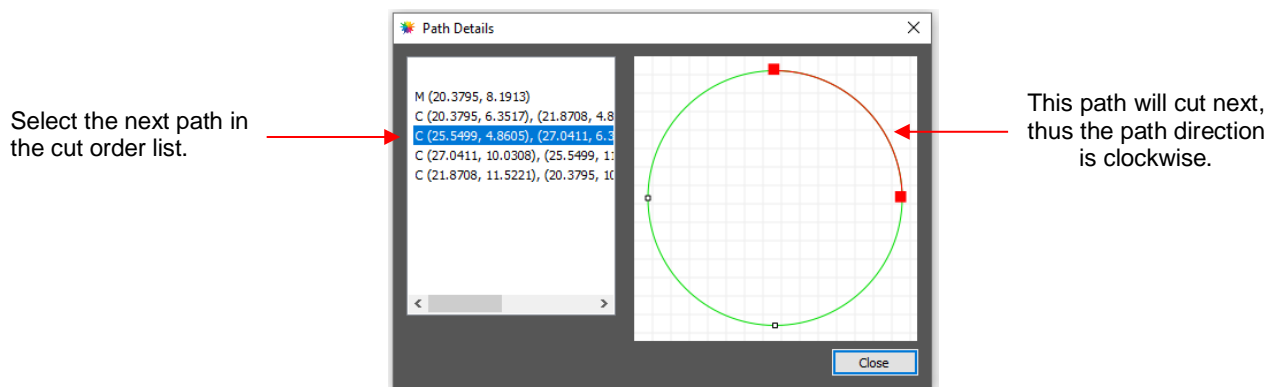 Path Details
M (20.3795, 8.1913)
C (20.3795, 6.3517), (21.8708, 4.8
C (25.5499, 4.8605), (27.0411, 6.3
C (27.0411, 10.0308), (25.5499, 11
C (21.8708, 11.5221), (20.3795, 10
Select the next path in
the cut order list.
This path will cut next,
thus the path direction
is clockwise.
Close